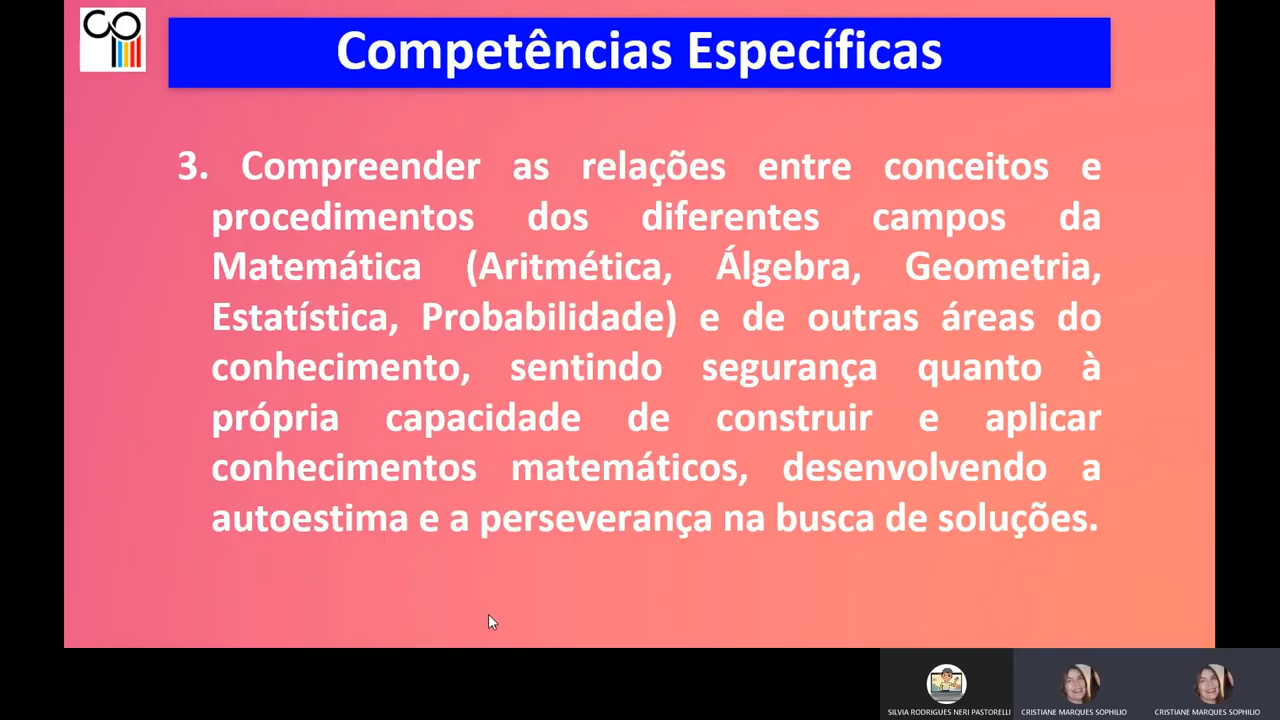 Competências Específicas
3. Compreender as relações entre conceitos e
procedimentos dos diferentes campos da
Matemática (Aritmética, Álgebra, Geometria,
Estatística, Probabilidade) e de outras áreas do
conhecimento, sentindo segurança quanto à
própria capacidade de construir e aplicar
conhecimentos matemáticos, desenvolvendo a
autoestima e a perseverança na busca de soluções.
SILVIA RODRIGUES NERI PASTORELLI
CRISTIANE MARQUES SOPHILIO
CRISTIANE MARQUES SOPHILIO